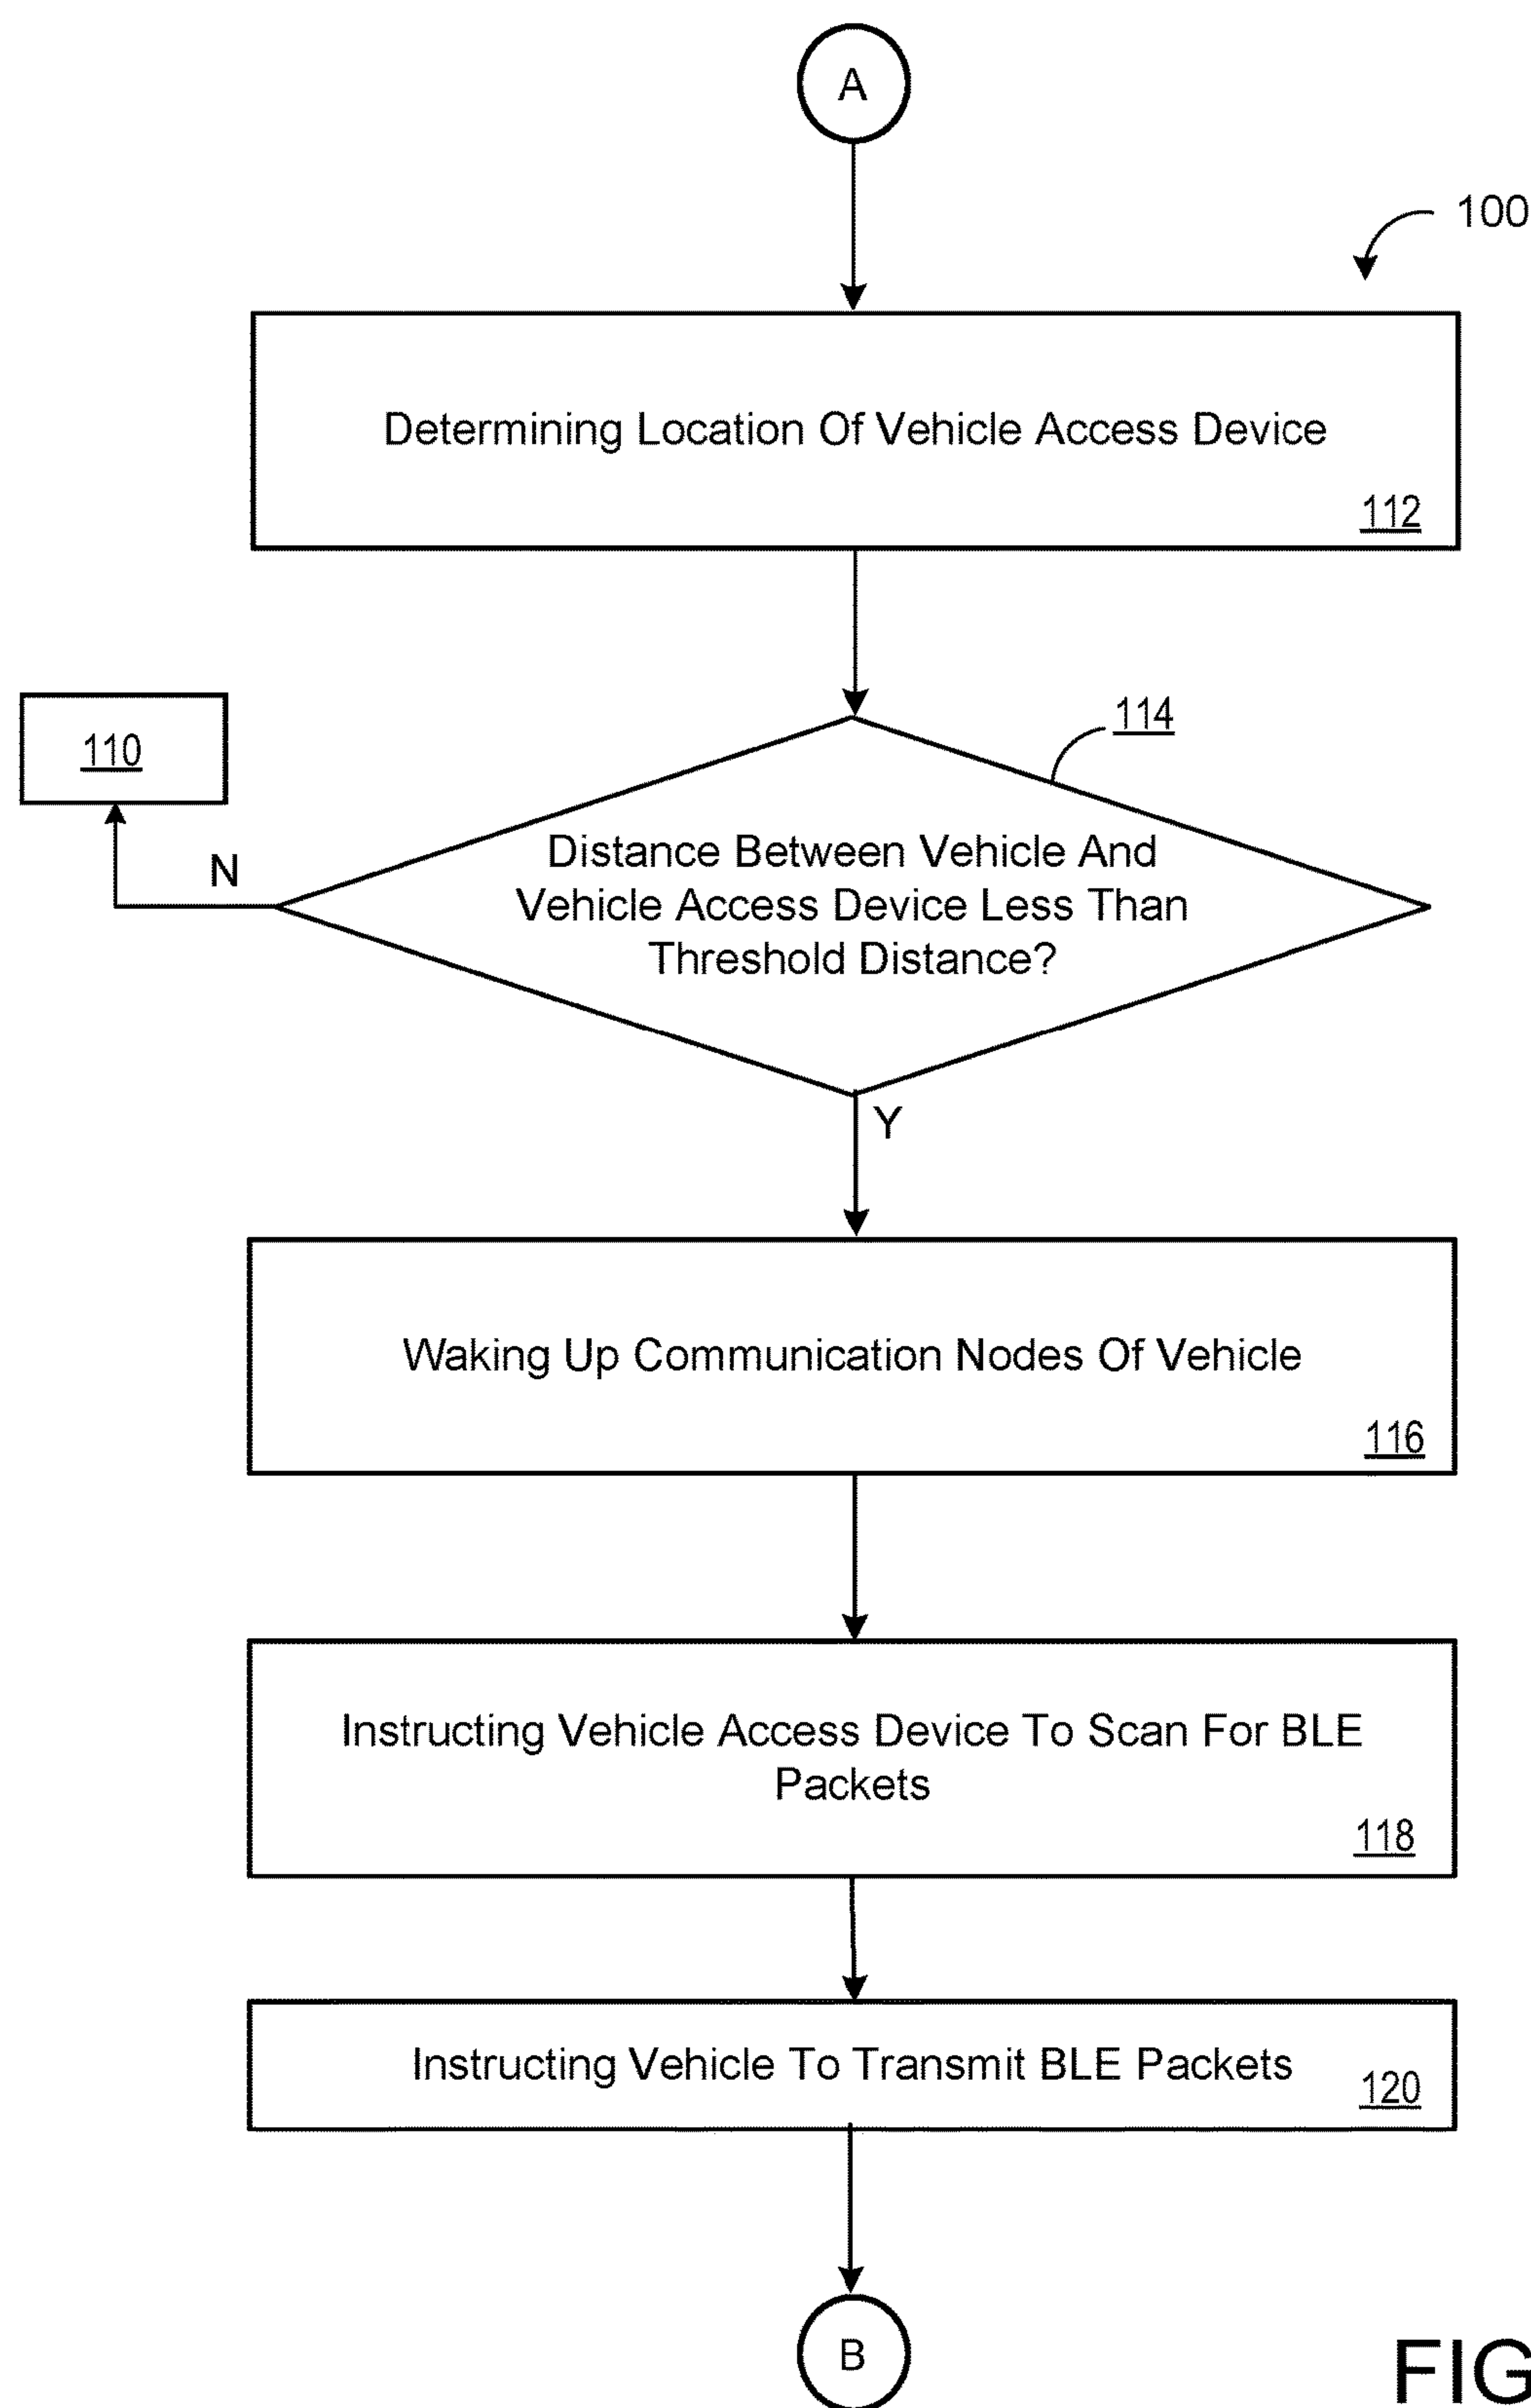 A
100
Determining Location Of Vehicle Access Device
112
110
114
N
Distance Between Vehicle And
Vehicle Access Device Less Than
Threshold Distance?
Y
Waking Up Communication Nodes Of Vehicle
116
Instructing Vehicle Access Device To Scan For BLE
Packets
118
Instructing Vehicle To Transmit BLE Packets
120
B
FIG